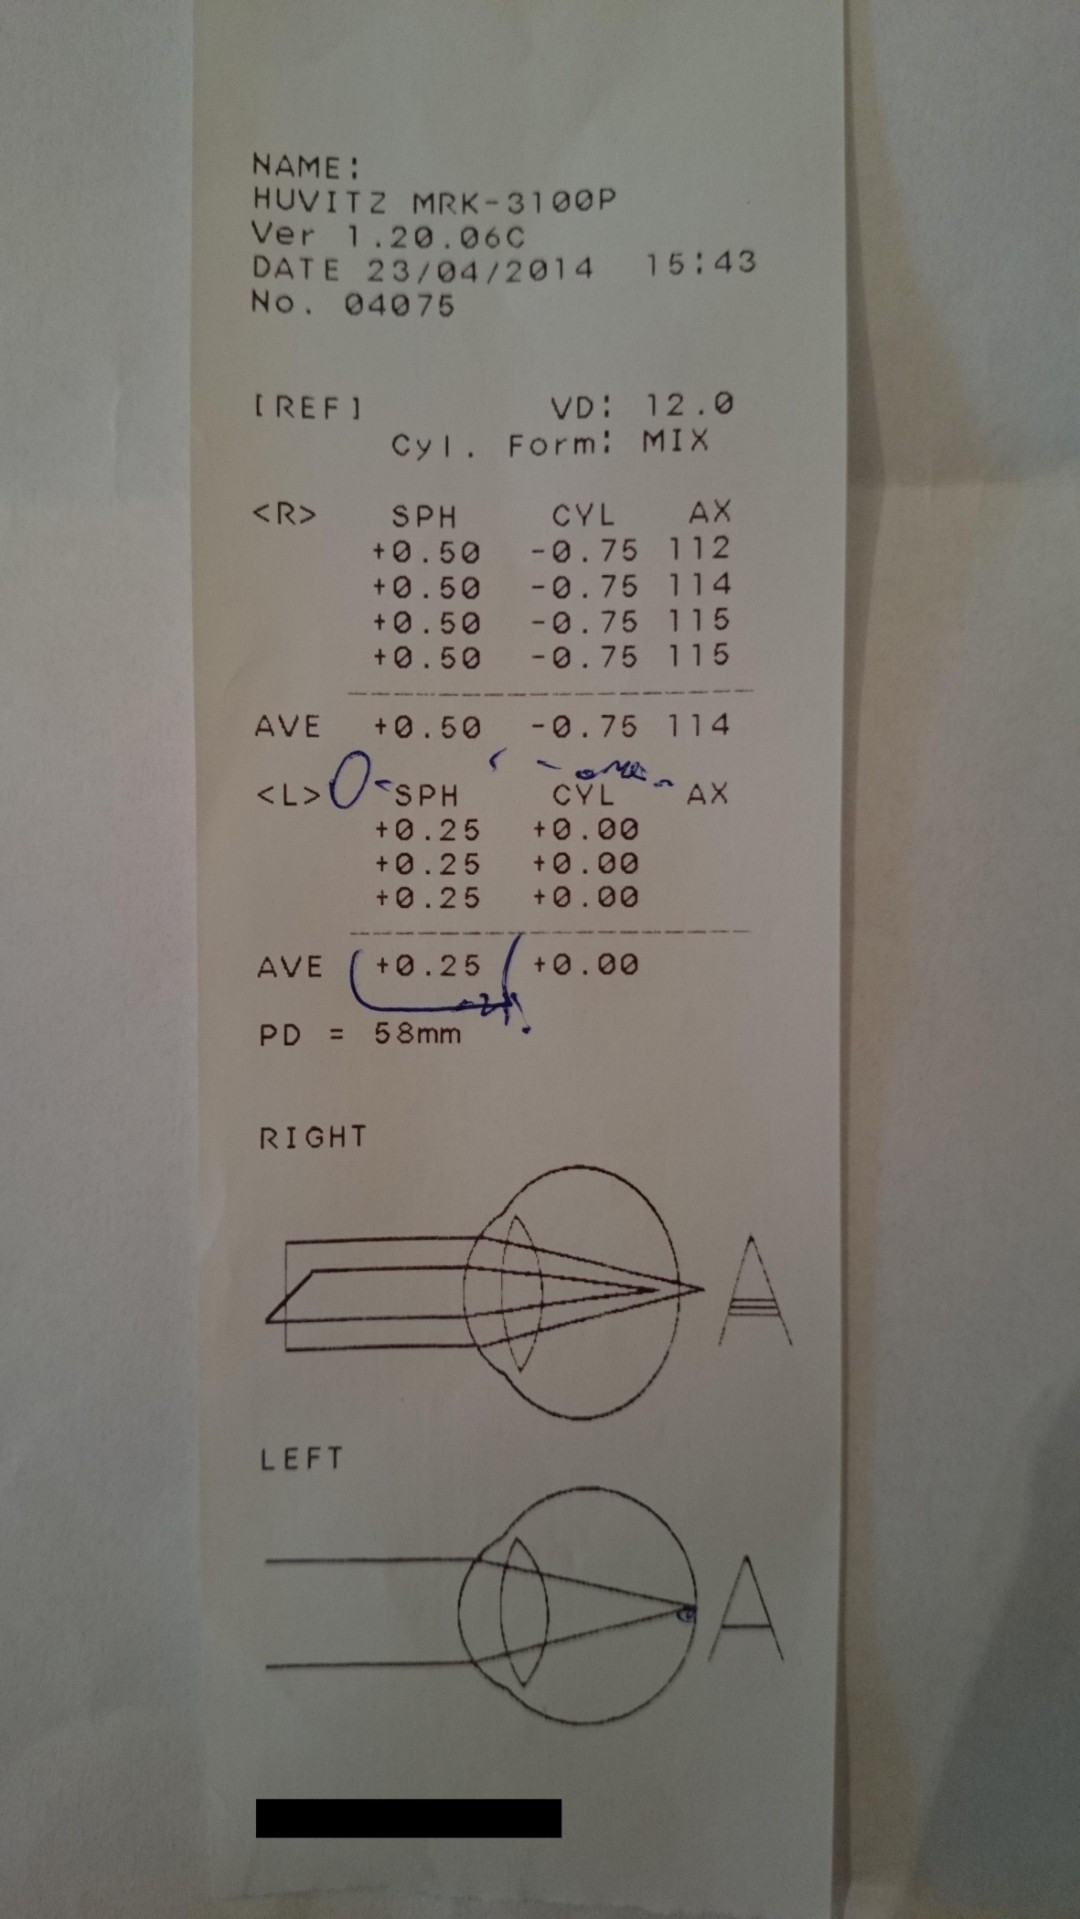 NAME:
HUVITZ MRK-3100P
Ver 1.20.06C
DATE 23/04/2014 15:43
No. 04075
[REF] VD: 12.0
Cyl. Form: MIX
<R> SPH CYL AX
+0.50 -0.75 112
+0.50 -0.75 114
+0.50 -0.75 115
+0.50 -0.75 115
AVE +0.50 -0.75 114
<L> SPH CYL AX
+0.25 +0.00
+0.25 +0.00
+0.25 +0.00
AVE +0.25 +0.00
PD = 58mm
RIGHT
A
LEFT
A